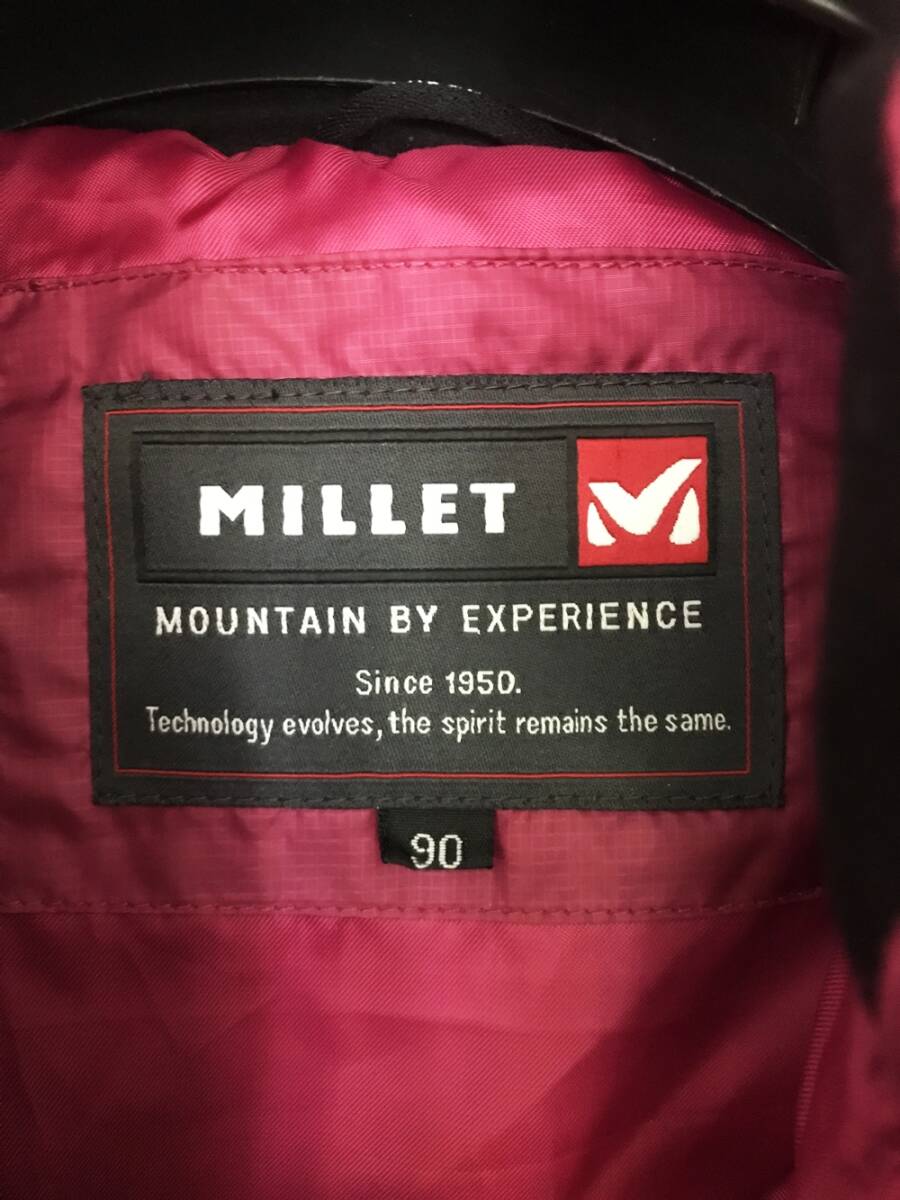 MILLET
MOUNTAIN BY EXPERIENCE
Since 1950.
Technology evolves, the spirit remains the same.
90